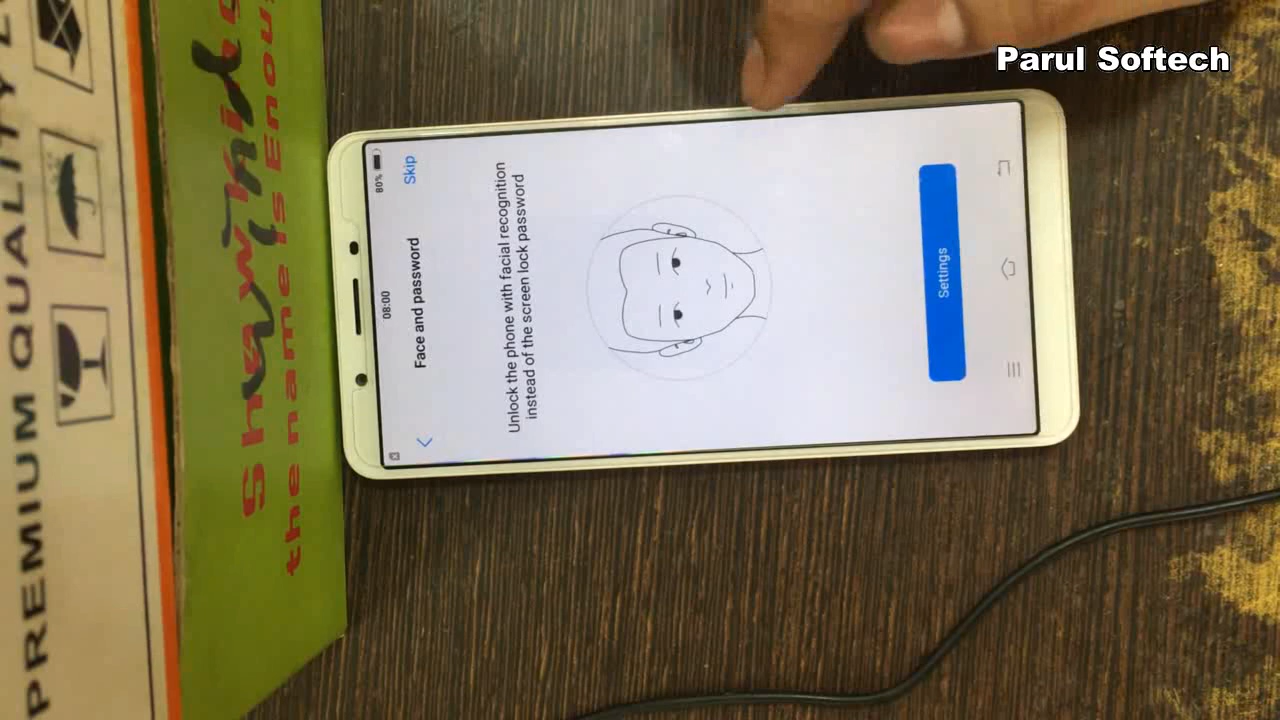 Parul Softech
PREMIUM QUALITY
the name is Enou
80%
08:00
Skip
Face and password
Unlock the phone with facial recognition
instead of the screen lock password
Settings